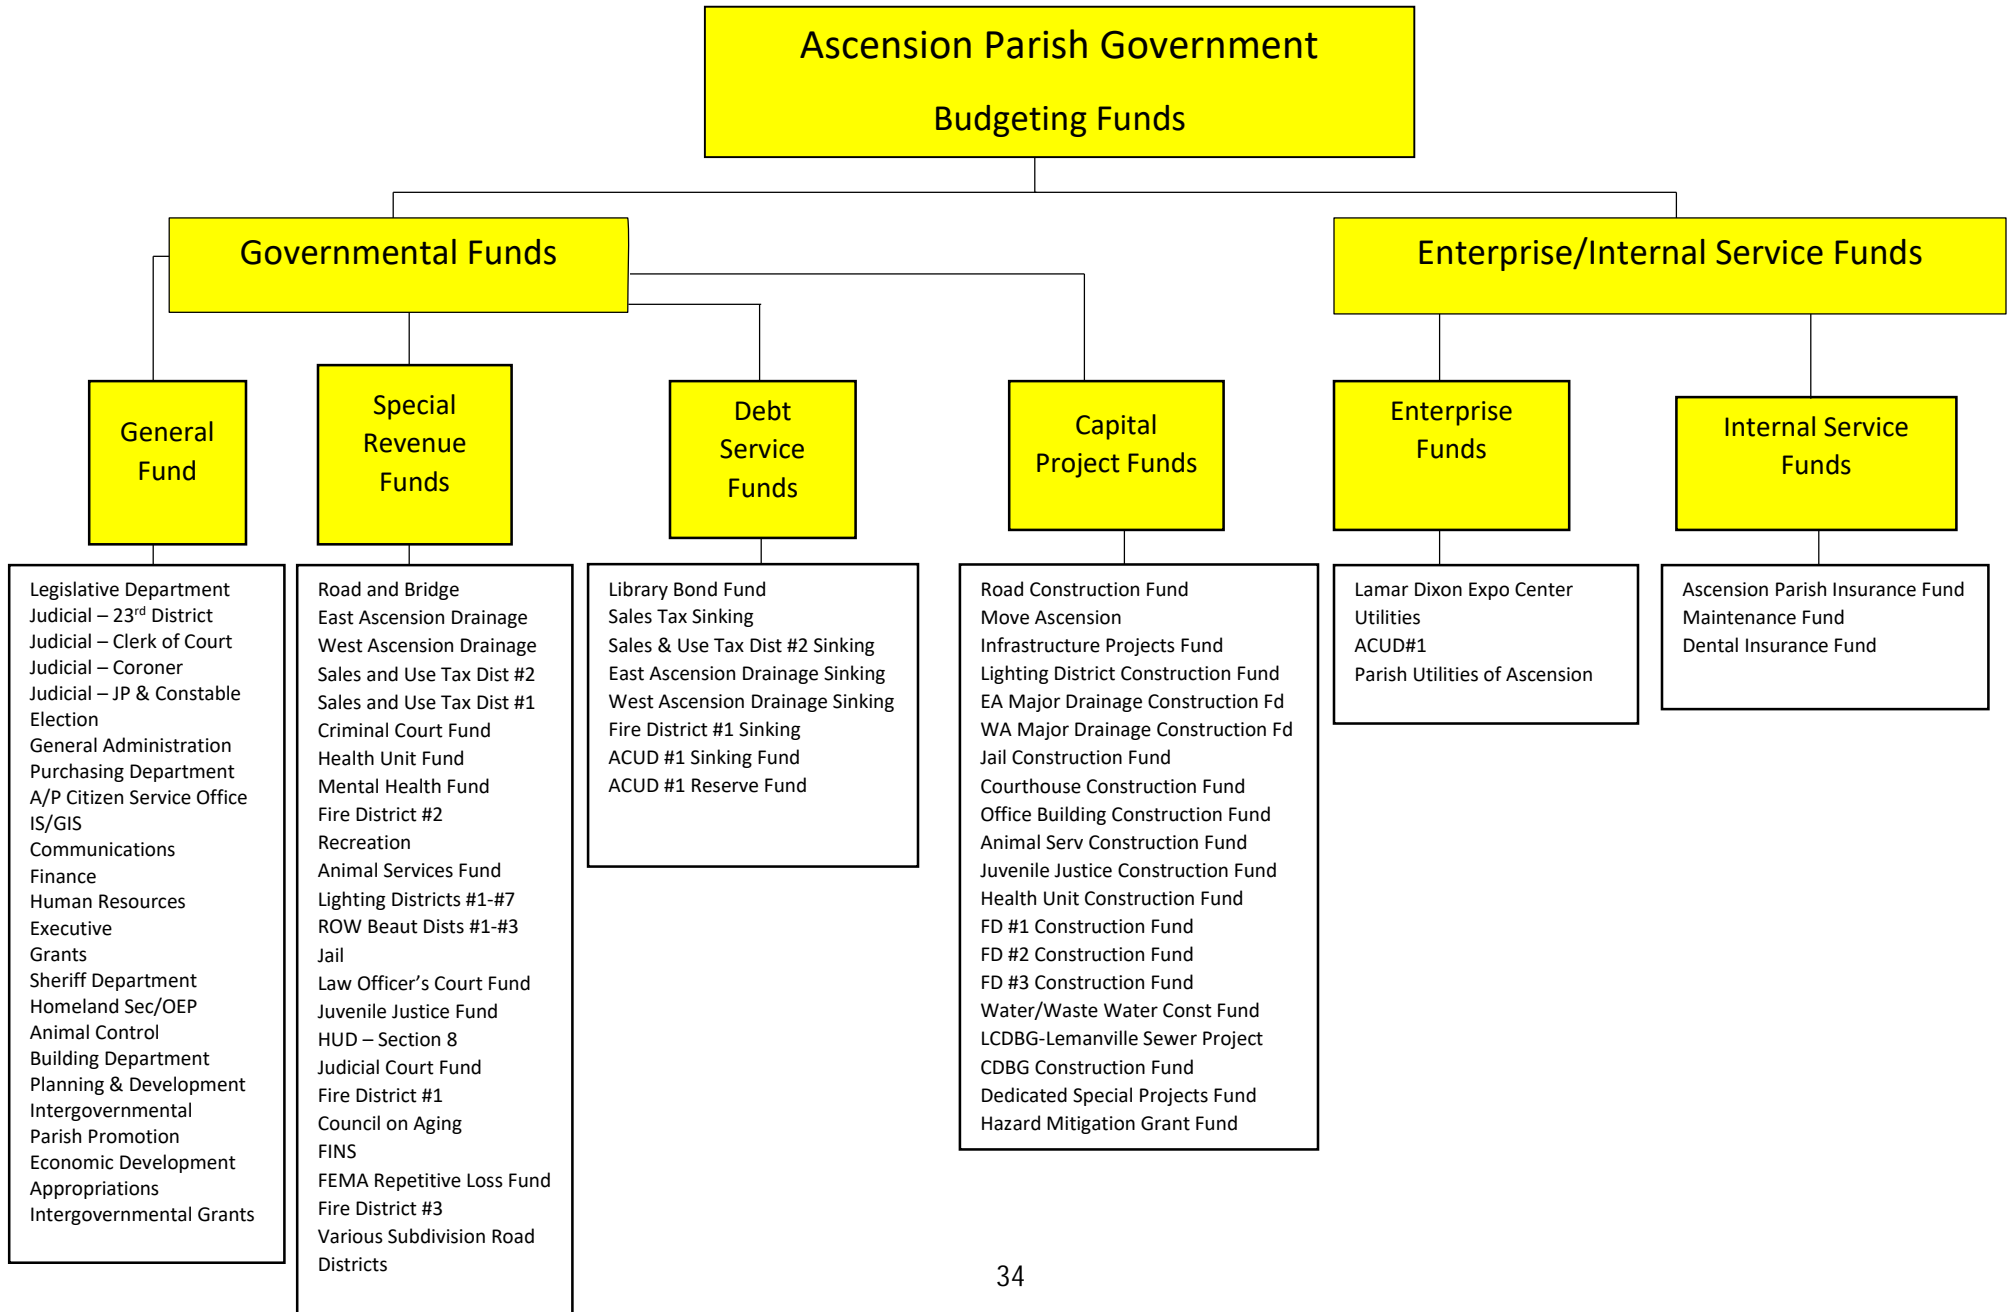 Ascension Parish Government
Budgeting Funds
Governmental Funds
Enterprise/Internal Service Funds
General
Fund
Special
Revenue
Funds
Debt
Service
Funds
Capital
Project Funds
Enterprise
Funds
Internal Service
Funds
Legislative Department
Judicial – 23rd District
Judicial – Clerk of Court
Judicial – Coroner
Judicial – JP & Constable
Election
General Administration
Purchasing Department
A/P Citizen Service Office
IS/GIS
Communications
Finance
Human Resources
Executive
Grants
Sheriff Department
Homeland Sec/OEP
Animal Control
Building Department
Planning & Development
Intergovernmental
Parish Promotion
Economic Development
Appropriations
Intergovernmental Grants
Road and Bridge
East Ascension Drainage
West Ascension Drainage
Sales and Use Tax Dist #2
Sales and Use Tax Dist #1
Criminal Court Fund
Health Unit Fund
Mental Health Fund
Fire District #2
Recreation
Animal Services Fund
Lighting Districts #1-#7
ROW Beaut Dists #1-#3
Jail
Law Officer’s Court Fund
Juvenile Justice Fund
HUD – Section 8
Judicial Court Fund
Fire District #1
Council on Aging
FINS
FEMA Repetitive Loss Fund
Fire District #3
Various Subdivision Road
Districts
Library Bond Fund
Sales Tax Sinking
Sales & Use Tax Dist #2 Sinking
East Ascension Drainage Sinking
West Ascension Drainage Sinking
Fire District #1 Sinking
ACUD #1 Sinking Fund
ACUD #1 Reserve Fund
Road Construction Fund
Move Ascension
Infrastructure Projects Fund
Lighting District Construction Fund
EA Major Drainage Construction Fd
WA Major Drainage Construction Fd
Jail Construction Fund
Courthouse Construction Fund
Office Building Construction Fund
Animal Serv Construction Fund
Juvenile Justice Construction Fund
Health Unit Construction Fund
FD #1 Construction Fund
FD #2 Construction Fund
FD #3 Construction Fund
Water/Waste Water Const Fund
LCDBG-Lemanville Sewer Project
CDBG Construction Fund
Dedicated Special Projects Fund
Hazard Mitigation Grant Fund
Lamar Dixon Expo Center
Utilities
ACUD#1
Parish Utilities of Ascension
Ascension Parish Insurance Fund
Maintenance Fund
Dental Insurance Fund
34